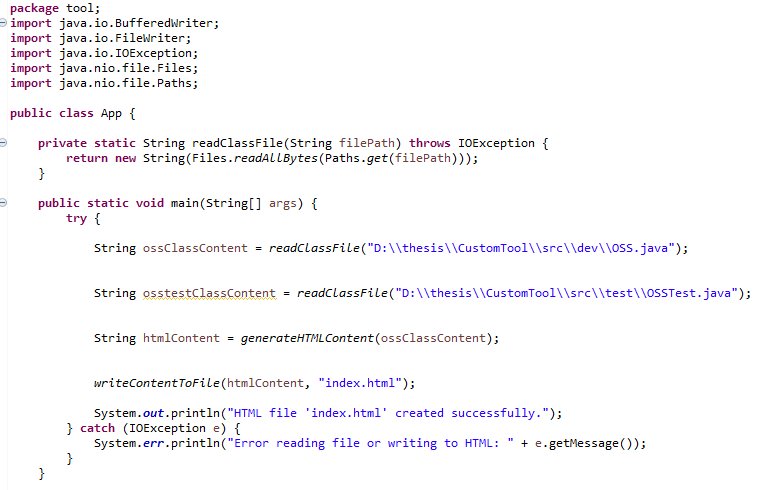 package tool;
import java.io.BufferedWriter;
import java.io.FileWriter;
import java.io.IOException;
import java.nio.file.Files;
import java.nio.file.Paths;
public class App {
private static String readClassFile(String filePath) throws IOException {
return new String(Files.readAllBytes(Paths.get(filePath)));
}
public static void main(String[] args) {
try {
String ossClassContent = readClassFile("D:\\thesis\\CustomTool\\src\\dev\\OSS.java");
String osstestClassContent = readClassFile("D:\\thesis\\CustomTool\\src\\test\\OSSTest.java");
String htmlContent = generateHTMLContent(ossClassContent);
writeContentToFile(htmlContent, "index.html");
System.out.println("HTML file 'index.html' created successfully.");
} catch (IOException e) {
System.err.println("Error reading file or writing to HTML: " + e.getMessage());
}
}